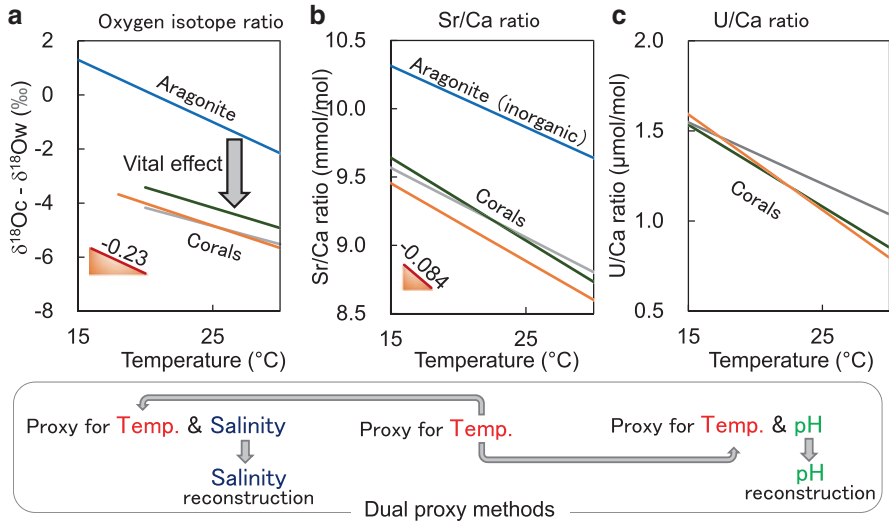 a
Oxygen isotope ratio
2
0
-2
-4
-6
-8
δ18Oc - δ18Ow (‰)
Aragonite
Vital effect
Corals
-0.23
15
25
Temperature (°C)
b
Sr/Ca ratio
10.5
10.0
9.5
9.0
8.5
Sr/Ca ratio (mmol/mol)
Aragonite (inorganic)
Corals
-0.084
15
25
Temperature (°C)
c
U/Ca ratio
2.0
1.5
1.0
0.5
U/Ca ratio (μmol/mol)
Corals
15
25
Temperature (°C)
Proxy for Temp. & Salinity
Salinity
reconstruction
Proxy for Temp.
Proxy for Temp. & pH
pH
reconstruction
Dual proxy methods